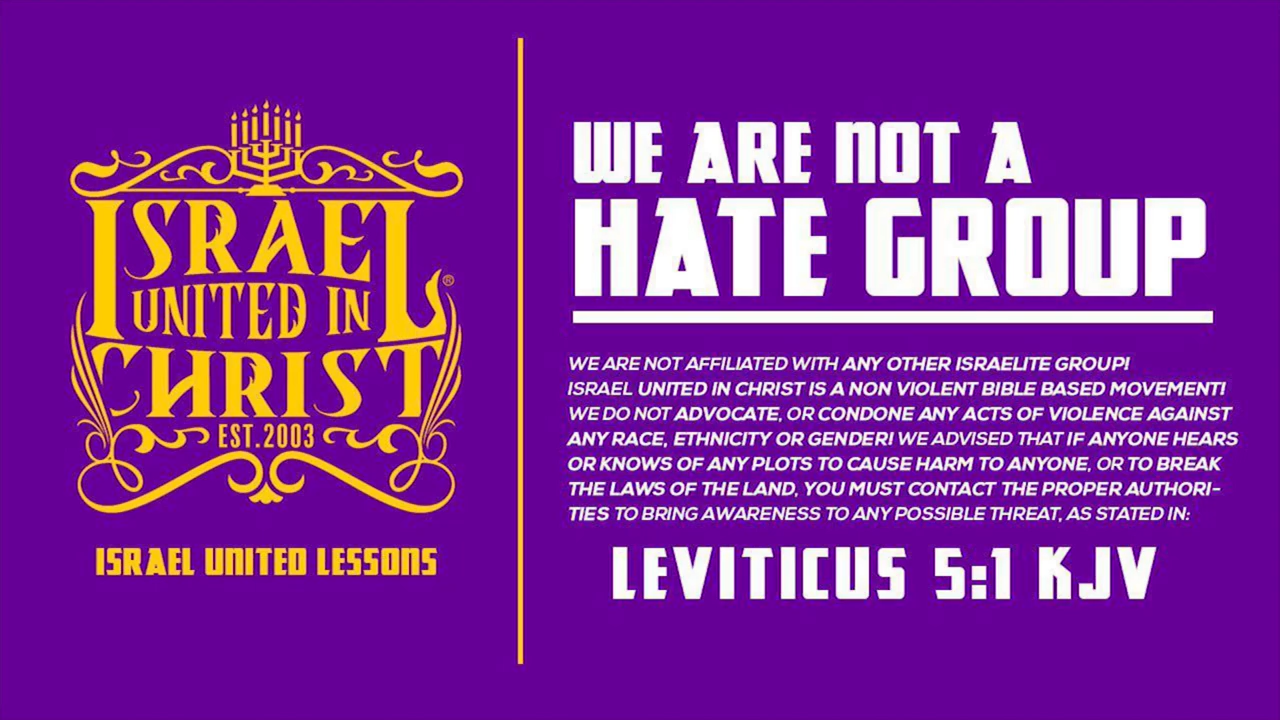 ISRAEL
UNITED IN
CHRIST
®
EST.2003
ISRAEL UNITED LESSONS
WE ARE NOT A
HATE GROUP
WE ARE NOT AFFILIATED WITH ANY OTHER ISRAELITE GROUP!
ISRAEL UNITED IN CHRIST IS A NON VIOLENT BIBLE BASED MOVEMENT!
WE DO NOT ADVOCATE, OR CONDONE ANY ACTS OF VIOLENCE AGAINST
ANY RACE, ETHNICITY OR GENDER! WE ADVISED THAT IF ANYONE HEARS
OR KNOWS OF ANY PLOTS TO CAUSE HARM TO ANYONE, OR TO BREAK
THE LAWS OF THE LAND, YOU MUST CONTACT THE PROPER AUTHORI-
TIES TO BRING AWARENESS TO ANY POSSIBLE THREAT, AS STATED IN:
LEVITICUS 5:1 KJV